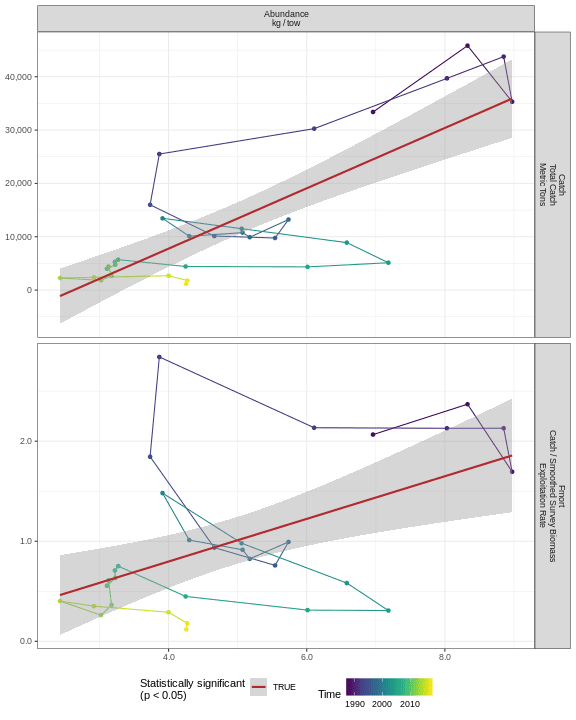 Abundance
kg / tow
40,000
30,000
20,000
10,000
0
Catch
Total Catch
Metric Tons
2.0
1.0
0.0
Fmort
Catch / Smoothed Survey Biomass
Exploitation Rate
4.0 6.0 8.0
Statistically significant
(p < 0.05)
TRUE
Time
1990 2000 2010